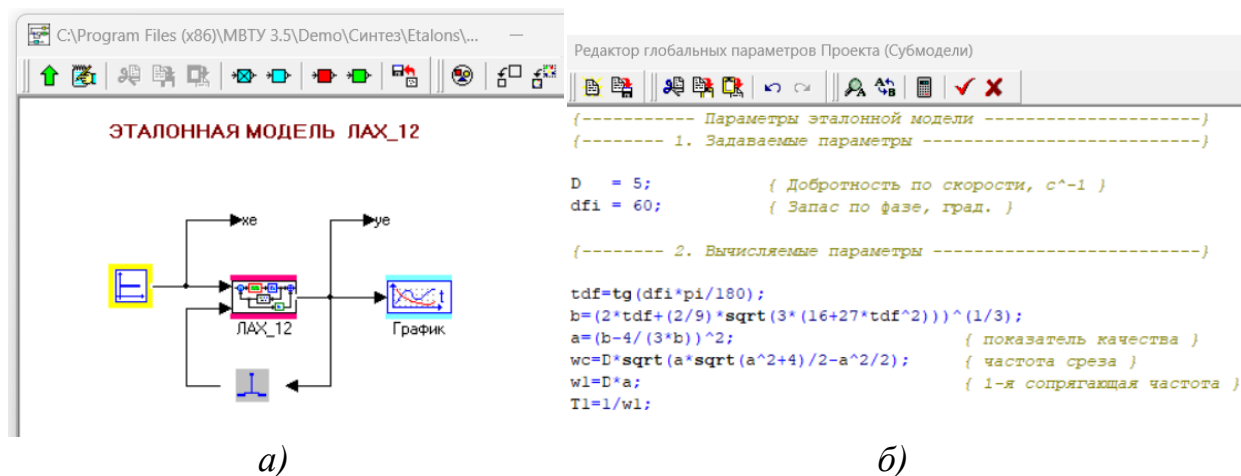 C:\Program Files (x86)\МВТУ 3.5\Demo\Синтез\Etalons\...
ЭТАЛОННАЯ МОДЕЛЬ ЛАХ_12
xe
ye
ЛАХ_12
t
График
а)
Редактор глобальных параметров Проекта (Субмодели)
{----------- Параметры эталонной модели ---------------------}
{-------- 1. Задаваемые параметры ---------------------------}
D = 5; { Добротность по скорости, с^-1 }
dfi = 60; { Запас по фазе, град. }
{-------- 2. Вычисляемые параметры --------------------------}
tdf=tg(dfi*pi/180);
b=(2*tdf+(2/9)*sqrt(3*(16+27*tdf^2)))^(1/3);
a=(b-4/(3*b))^2; { показатель качества }
wc=D*sqrt(a*sqrt(a^2+4)/2-a^2/2); { частота среза }
w1=D*a; { 1-я сопрягающая частота }
T1=1/w1;
б)